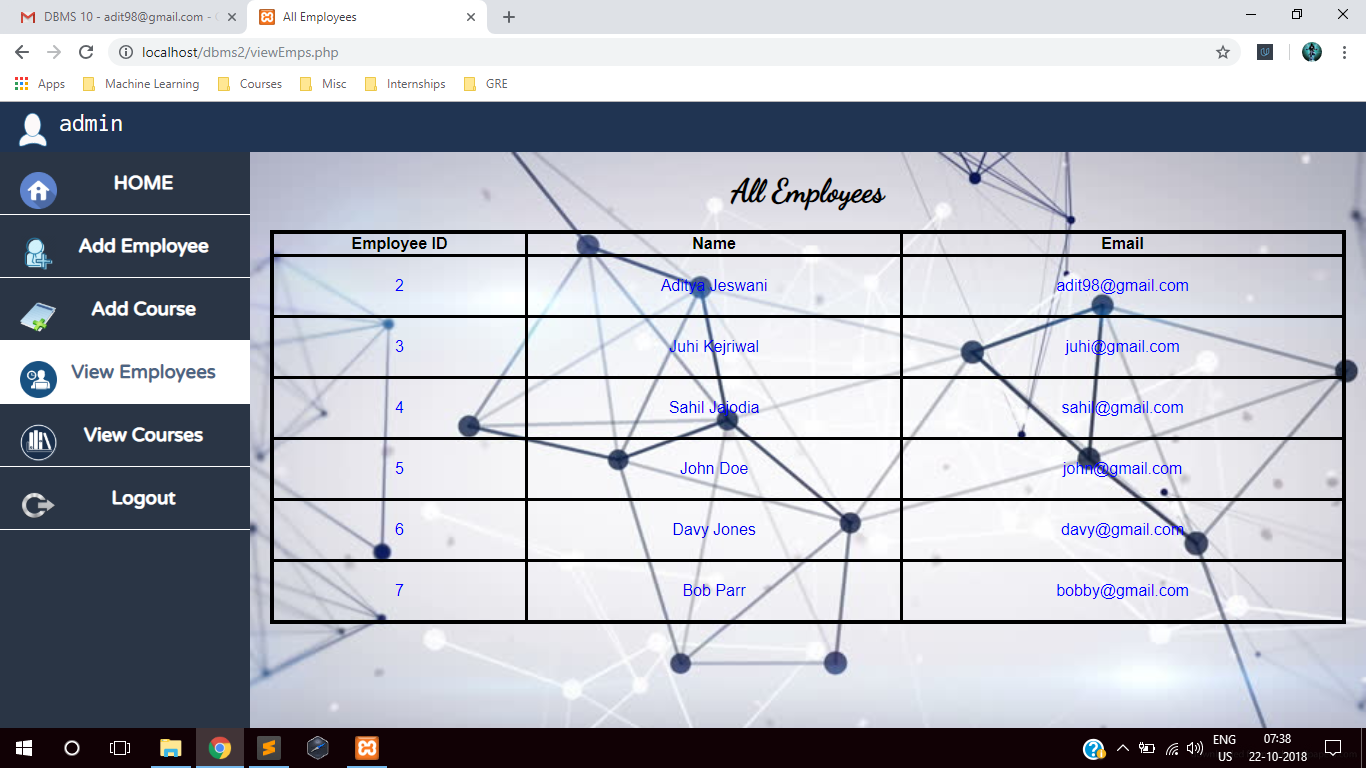 DBMS 10 - adit98@gmail.com -
All Employees
localhost/dbms2/viewEmps.php
Apps Machine Learning Courses Misc Internships GRE
admin
HOME
Add Employee
Add Course
View Employees
View Courses
Logout
All Employees
Employee ID Name Email
2 Aditya Jeswani adit98@gmail.com
3 Juhi Kejriwal juhi@gmail.com
4 Sahil Jajodia sahil@gmail.com
5 John Doe john@gmail.com
6 Davy Jones davy@gmail.com
7 Bob Parr bobby@gmail.com
ENG 07:38
US 22-10-2018